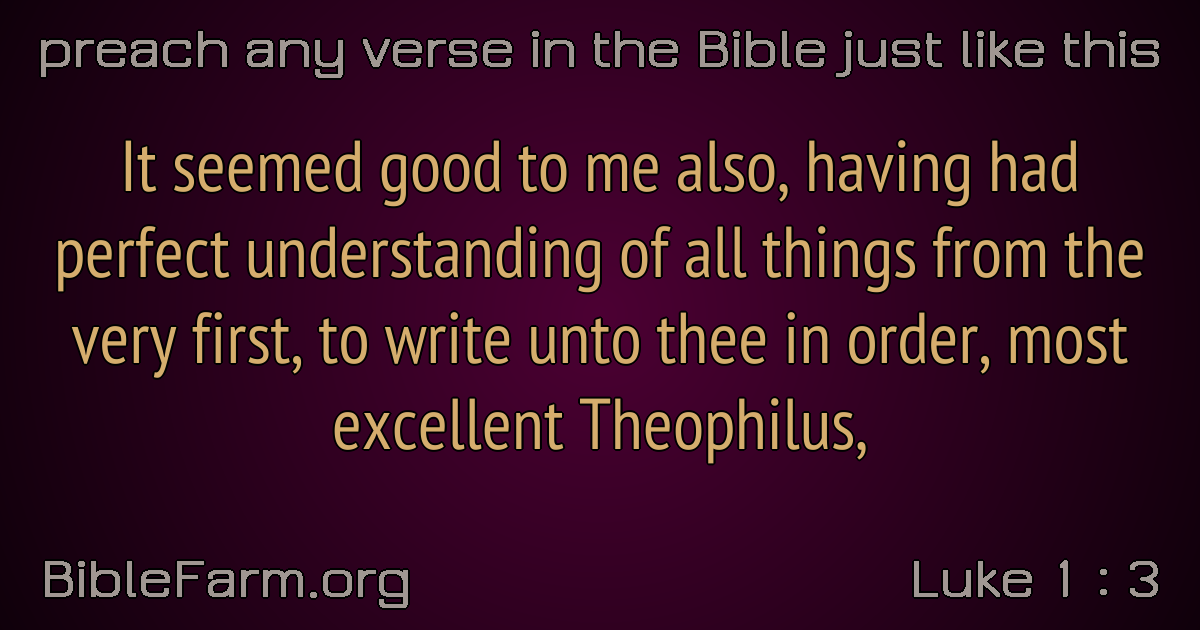 preach any verse in the Bible just like this
It seemed good to me also, having had
perfect understanding of all things from the
very first, to write unto thee in order, most
excellent Theophilus,
BibleFarm.org
Luke 1 : 3